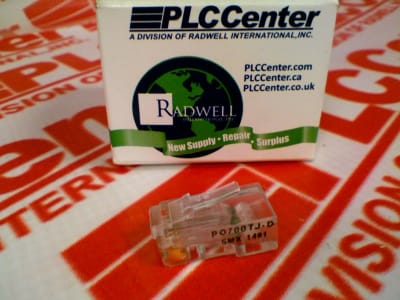 PLCCenter
A DIVISION OF RADWELL INTERNATIONAL, INC.
PLCCenter.com
PLCCenter.ca
PLCCenter.co.uk
RADWELL
New Supply • Repair • Surplus
PO700TJ-D
SMX 1401